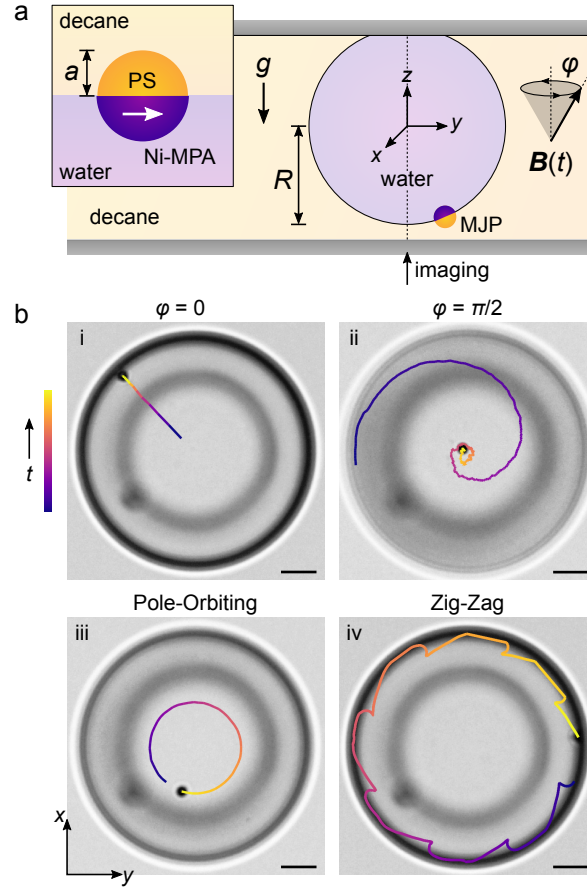 a
decane
a
PS
Ni-MPA
water
g
R
z
y
x
water
decane
MJP
imaging
φ
B(t)
b
φ = 0
φ = π/2
i
ii
t
Pole-Orbiting
Zig-Zag
iii
iv
x
y